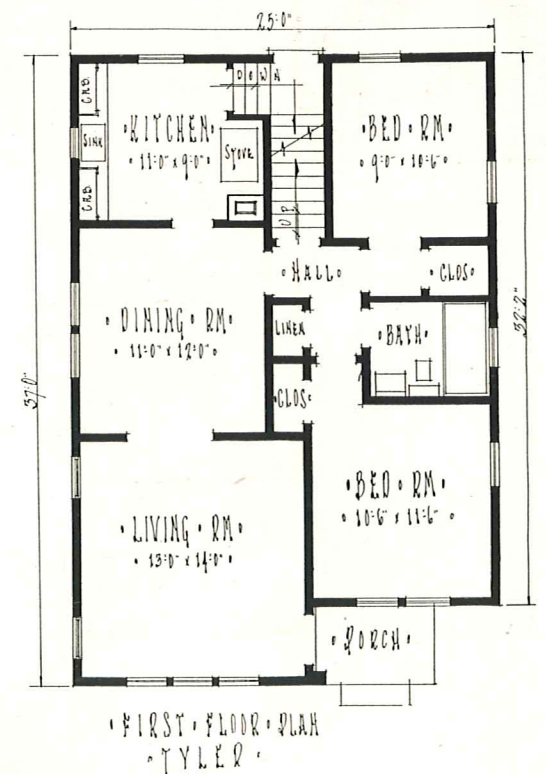 25'-0"
DOWN
CAB.
SINK
CAB.
• KITCHEN •
• 11'-0" x 9'-0" •
STOVE
• BED • RM •
• 9'-0" x 10'-6" •
UP
• HALL •
• CLOS •
LINEN
• BATH •
• DINING • RM •
• 11'-0" x 12'-0" •
32'-2"
37'-0"
• CLOS •
• BED • RM •
• 10'-6" x 11'-6" •
• LIVING • RM •
• 13'-0" x 14'-0" •
• PORCH •
• FIRST • FLOOR • PLAN
• TYLER •